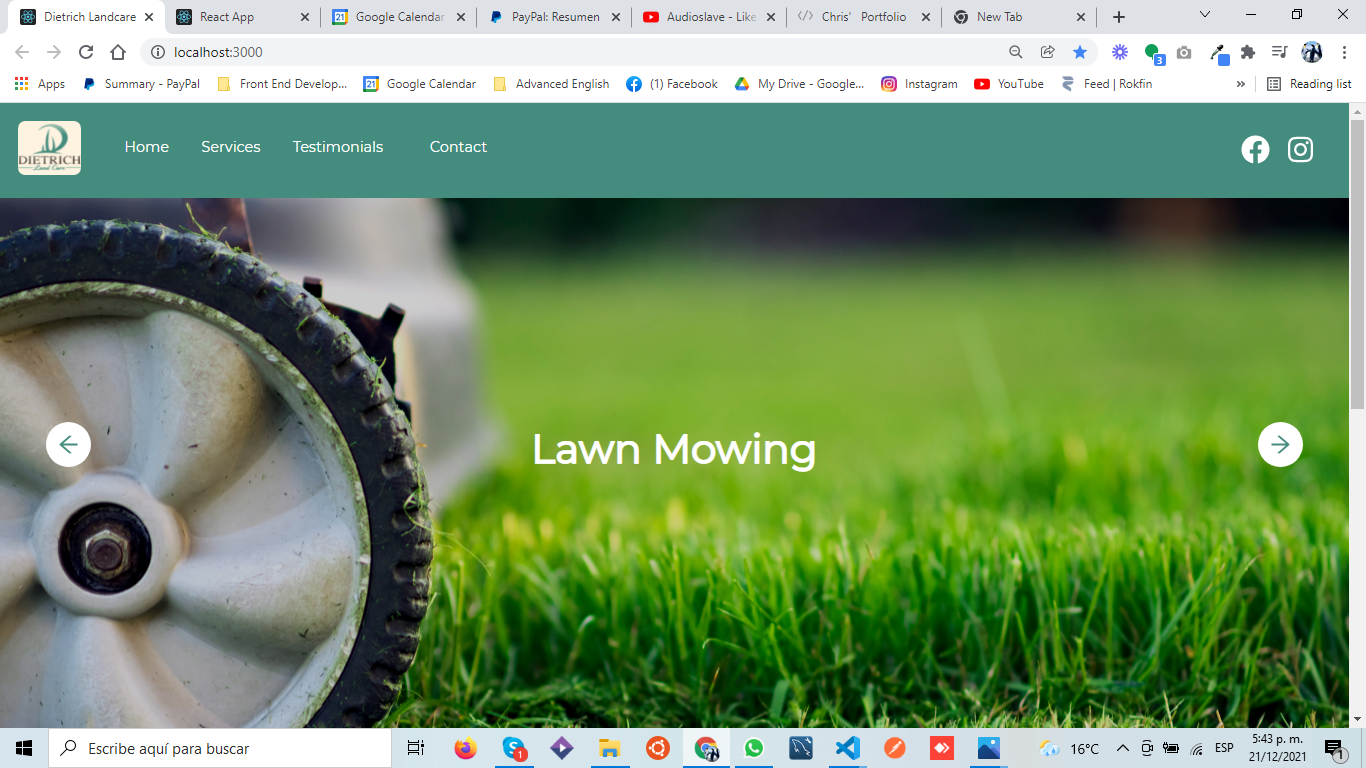 Dietrich Landcare
React App
Google Calendar
PayPal: Resumen
Audioslave - Like
Chris' Portfolio
New Tab
localhost:3000
3
Apps
Summary - PayPal
Front End Develop...
21
Google Calendar
Advanced English
(1) Facebook
My Drive - Google...
Instagram
YouTube
Feed | Rokfin
»
Reading list
DIETRICH
Land Care
Home
Services
Testimonials
Contact
Lawn Mowing
Escribe aquí para buscar
1
16°C
ESP
5:43 p. m.
21/12/2021
1